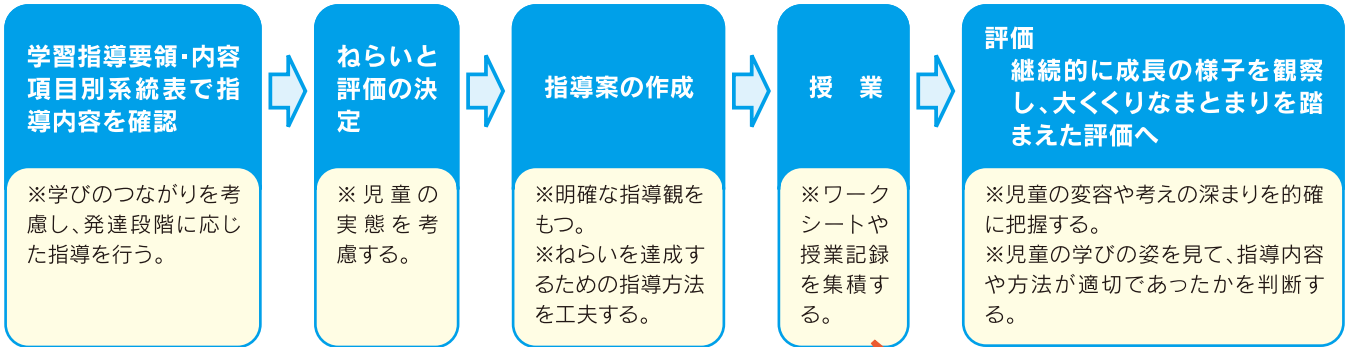 学習指導要領・内容
項目別系統表で指
導内容を確認
※学びのつながりを考
慮し、発達段階に応じ
た指導を行う。
ねらいと
評価の決
定
※児童の
実態を考
慮する。
指導案の作成
※明確な指導観を
もつ。
※ねらいを達成す
るための指導方法
を工夫する。
授　業
※ワーク
シートや
授業記録
を集積す
る。
評価
継続的に成長の様子を観察
し、大くくりなまとまりを踏
まえた評価へ
※児童の変容や考えの深まりを的確
に把握する。
※児童の学びの姿を見て、指導内容
や方法が適切であったかを判断す
る。